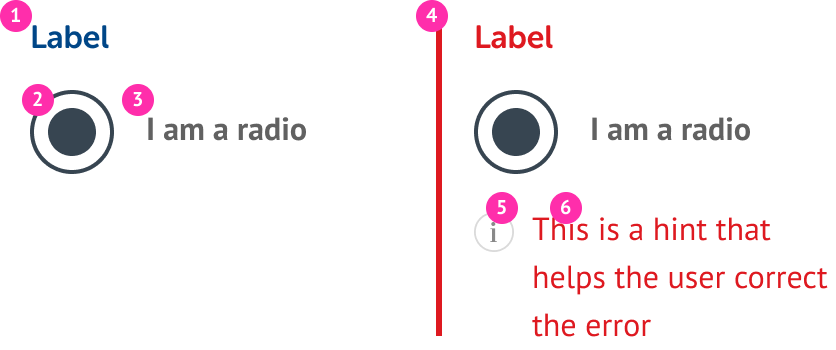 1
Label
2
3
I am a radio
4
Label
I am a radio
5
i
6
This is a hint that
helps the user correct
the error